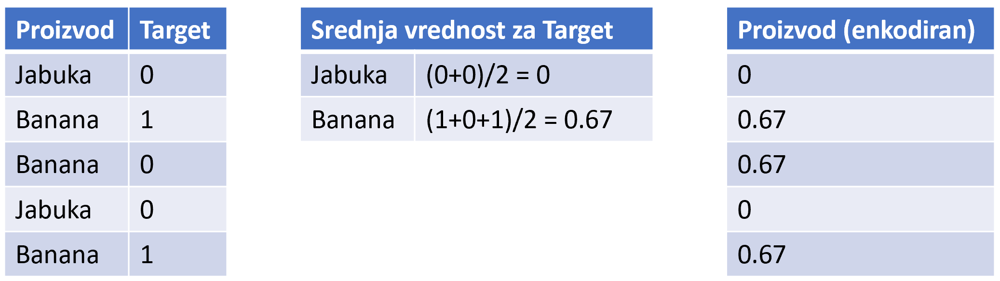 Proizvod Target
Jabuka 0
Banana 1
Banana 0
Jabuka 0
Banana 1
Srednja vrednost za Target
Jabuka (0+0)/2 = 0
Banana (1+0+1)/2 = 0.67
Proizvod (enkodiran)
0
0.67
0.67
0
0.67